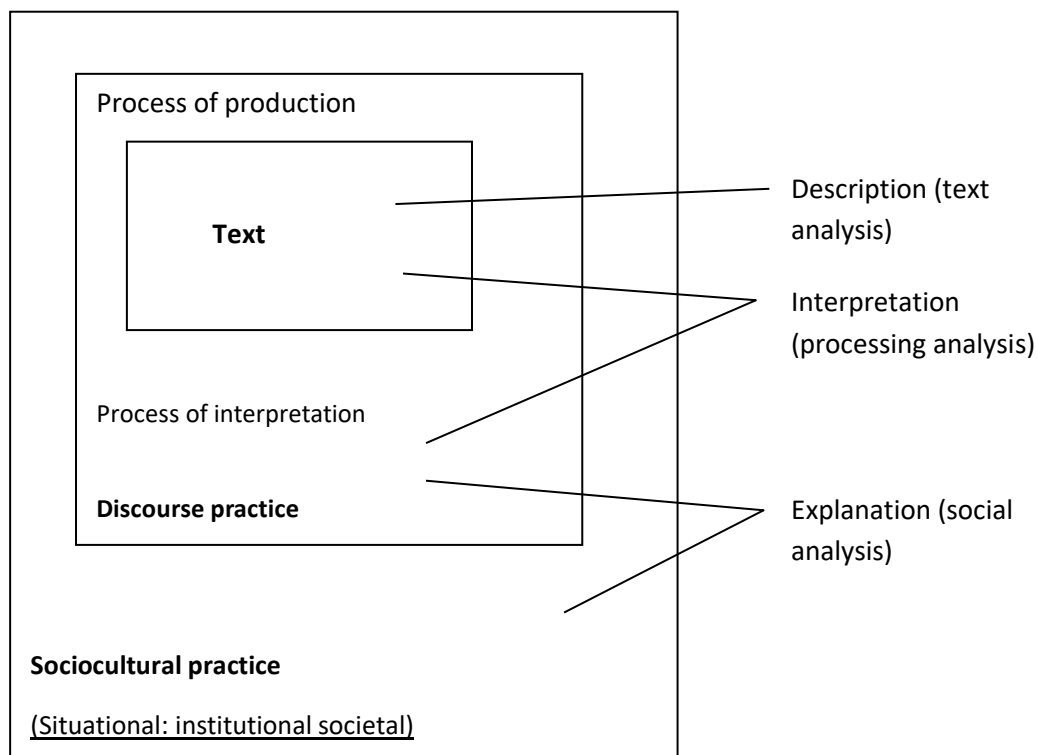 Process of production
Text
Description (text
analysis)
Interpretation
(processing analysis)
Process of interpretation
Discourse practice
Explanation (social
analysis)
Sociocultural practice
(Situational: institutional societal)